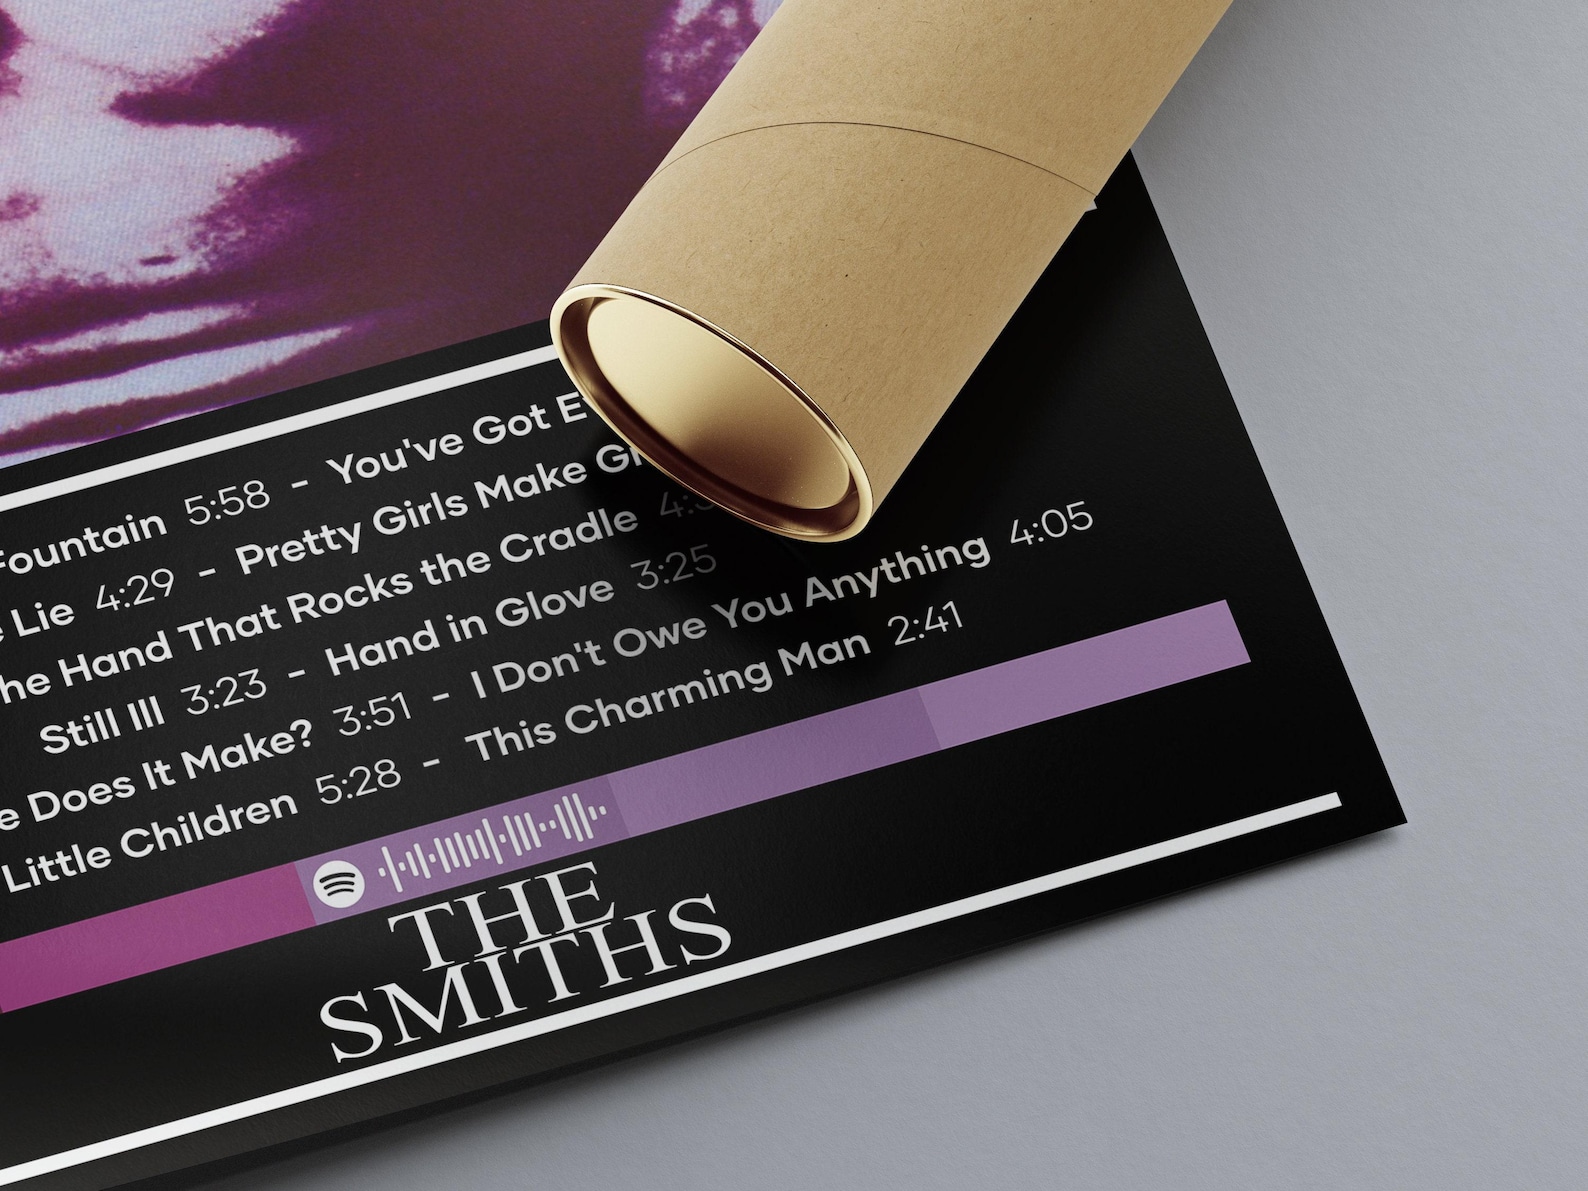 Fountain 5:58 - You've Got
Lie 4:29 - Pretty Girls Make
Hand That Rocks the Cradle
Still Ill 3:23 - Hand in Glove 3:25
Does It Make? 3:51 - I Don't Owe You Anything 4:05
Little Children 5:28 - This Charming Man 2:41
THE
SMITHS